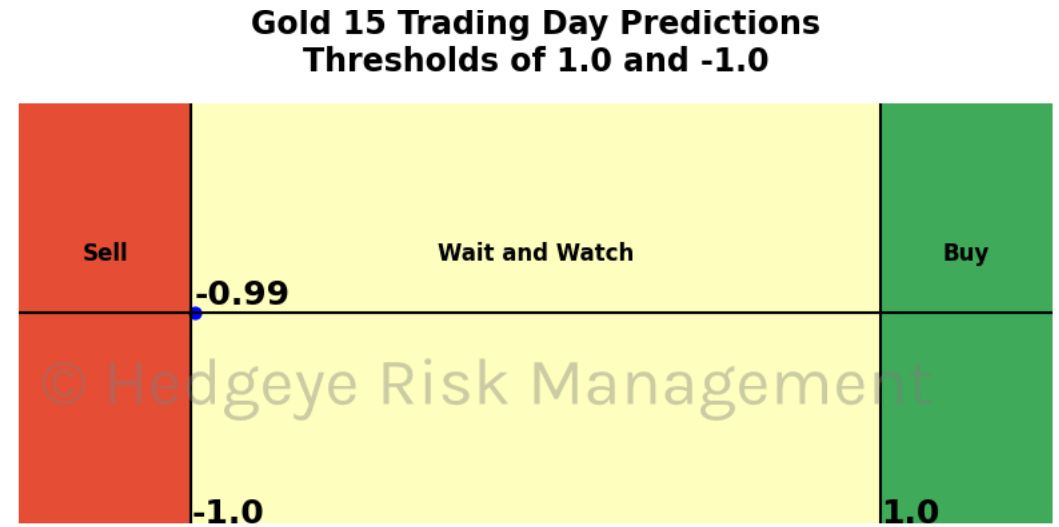 Gold 15 Trading Day Predictions
Thresholds of 1.0 and -1.0
Sell Wait and Watch Buy
-0.99
© Hedgeye Risk Management
-1.0 1.0